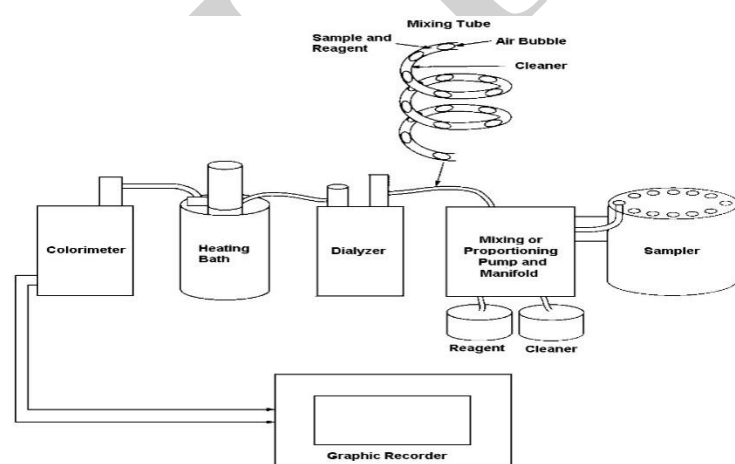 Mixing Tube
Sample and
Reagent
Air Bubble
Cleaner
Colorimeter
Heating
Bath
Dialyzer
Mixing or
Proportioning
Pump and
Manifold
Sampler
Reagent
Cleaner
Graphic Recorder